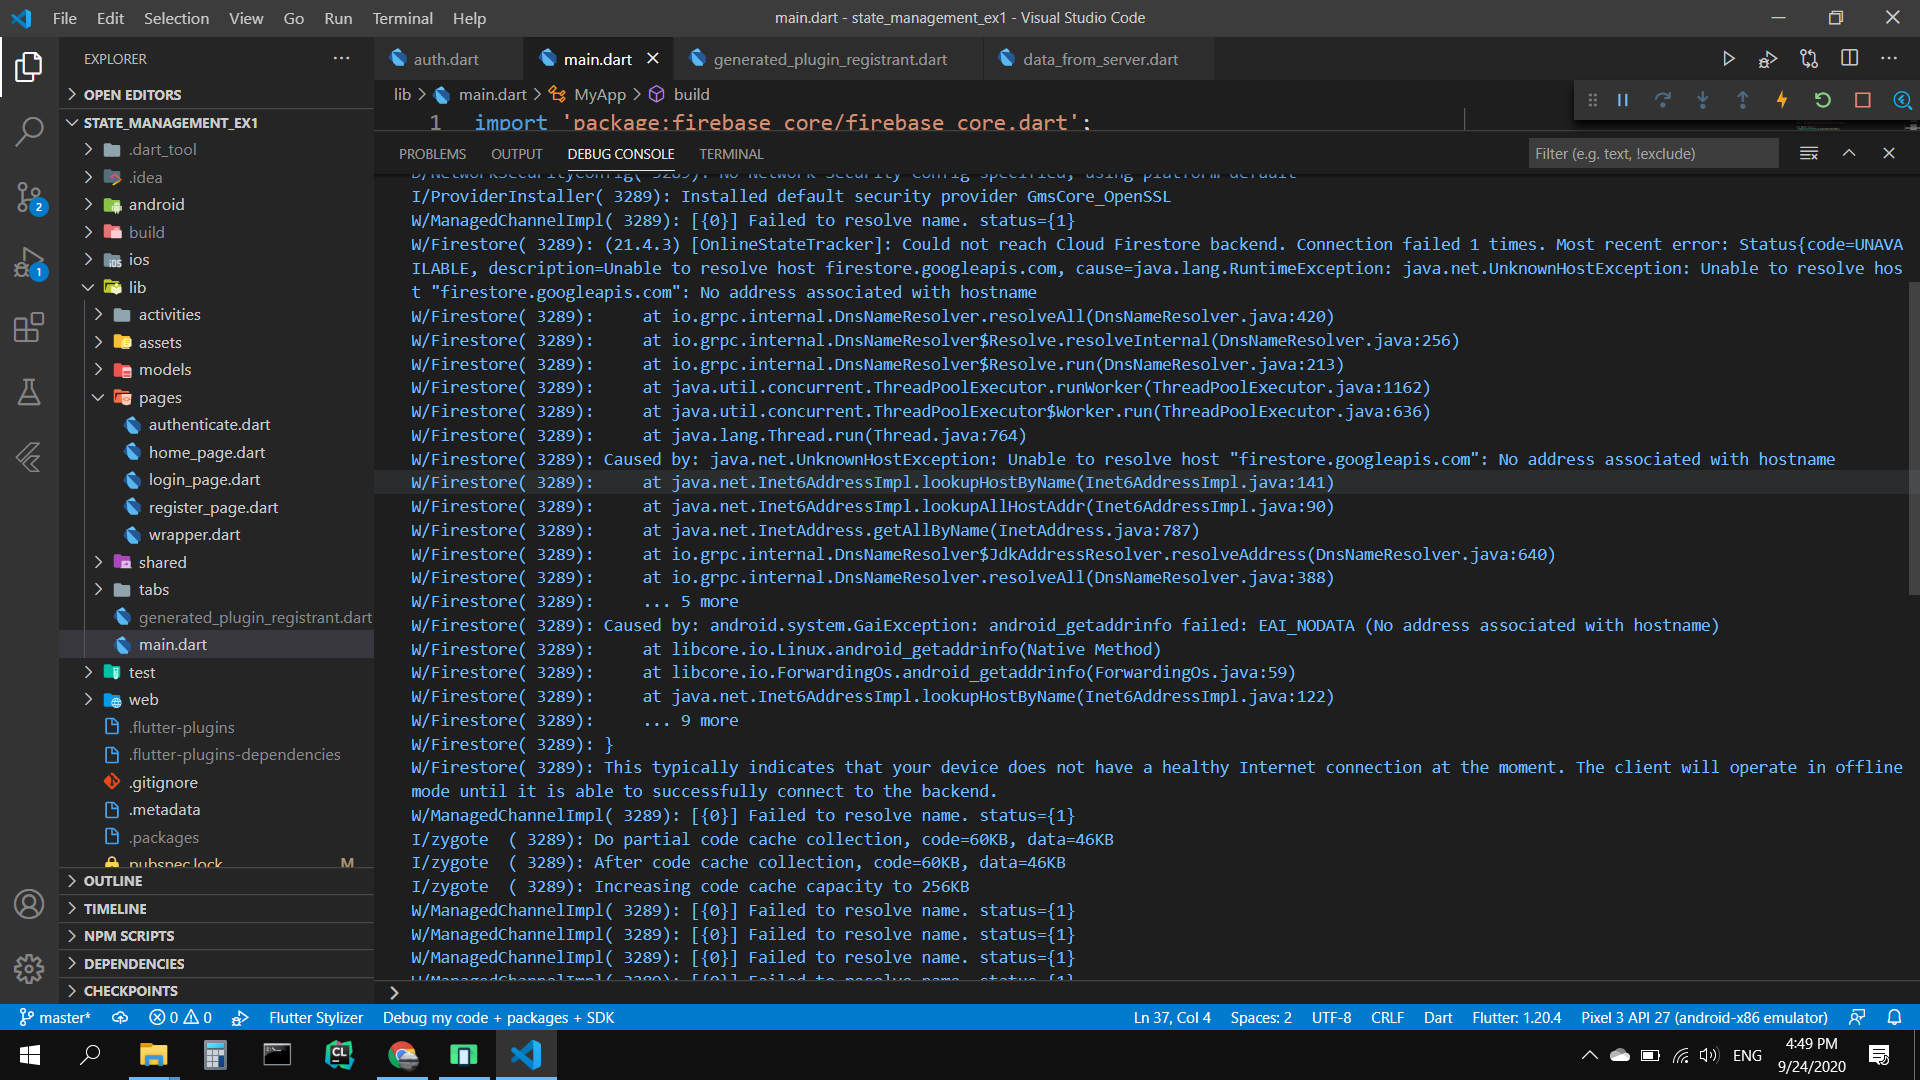 File Edit Selection View Go Run Terminal Help
main.dart - state_management_ex1 - Visual Studio Code
EXPLORER
auth.dart
main.dart
generated_plugin_registrant.dart
data_from_server.dart
OPEN EDITORS
lib > main.dart > MyApp > build
STATE_MANAGEMENT_EX1
1 import 'package:firebase_core/firebase_core.dart';
.dart_tool
.idea
android
build
ios
lib
activities
assets
models
pages
authenticate.dart
home_page.dart
login_page.dart
register_page.dart
wrapper.dart
shared
tabs
generated_plugin_registrant.dart
main.dart
test
web
.flutter-plugins
.flutter-plugins-dependencies
.gitignore
.metadata
.packages
pubspec.lock M
OUTLINE
TIMELINE
NPM SCRIPTS
DEPENDENCIES
CHECKPOINTS
2
1
PROBLEMS OUTPUT DEBUG CONSOLE TERMINAL
Filter (e.g. text, !exclude)
D/NetworkSecurityConfig( 3289): No Network Security Config specified, using platform default
I/ProviderInstaller( 3289): Installed default security provider GmsCore_OpenSSL
W/ManagedChannelImpl( 3289): [{0}] Failed to resolve name. status={1}
W/Firestore( 3289): (21.4.3) [OnlineStateTracker]: Could not reach Cloud Firestore backend. Connection failed 1 times. Most recent error: Status{code=UNAVA
ILABLE, description=Unable to resolve host firestore.googleapis.com, cause=java.lang.RuntimeException: java.net.UnknownHostException: Unable to resolve hos
t "firestore.googleapis.com": No address associated with hostname
W/Firestore( 3289):     at io.grpc.internal.DnsNameResolver.resolveAll(DnsNameResolver.java:420)
W/Firestore( 3289):     at io.grpc.internal.DnsNameResolver$Resolve.resolveInternal(DnsNameResolver.java:256)
W/Firestore( 3289):     at io.grpc.internal.DnsNameResolver$Resolve.run(DnsNameResolver.java:213)
W/Firestore( 3289):     at java.util.concurrent.ThreadPoolExecutor.runWorker(ThreadPoolExecutor.java:1162)
W/Firestore( 3289):     at java.util.concurrent.ThreadPoolExecutor$Worker.run(ThreadPoolExecutor.java:636)
W/Firestore( 3289):     at java.lang.Thread.run(Thread.java:764)
W/Firestore( 3289): Caused by: java.net.UnknownHostException: Unable to resolve host "firestore.googleapis.com": No address associated with hostname
W/Firestore( 3289):     at java.net.Inet6AddressImpl.lookupHostByName(Inet6AddressImpl.java:141)
W/Firestore( 3289):     at java.net.Inet6AddressImpl.lookupAllHostAddr(Inet6AddressImpl.java:90)
W/Firestore( 3289):     at java.net.InetAddress.getAllByName(InetAddress.java:787)
W/Firestore( 3289):     at io.grpc.internal.DnsNameResolver$JdkAddressResolver.resolveAddress(DnsNameResolver.java:640)
W/Firestore( 3289):     at io.grpc.internal.DnsNameResolver.resolveAll(DnsNameResolver.java:388)
W/Firestore( 3289):     ... 5 more
W/Firestore( 3289): Caused by: android.system.GaiException: android_getaddrinfo failed: EAI_NODATA (No address associated with hostname)
W/Firestore( 3289):     at libcore.io.Linux.android_getaddrinfo(Native Method)
W/Firestore( 3289):     at libcore.io.ForwardingOs.android_getaddrinfo(ForwardingOs.java:59)
W/Firestore( 3289):     at java.net.Inet6AddressImpl.lookupHostByName(Inet6AddressImpl.java:122)
W/Firestore( 3289):     ... 9 more
W/Firestore( 3289): }
W/Firestore( 3289): This typically indicates that your device does not have a healthy Internet connection at the moment. The client will operate in offline
mode until it is able to successfully connect to the backend.
W/ManagedChannelImpl( 3289): [{0}] Failed to resolve name. status={1}
I/zygote  ( 3289): Do partial code cache collection, code=60KB, data=46KB
I/zygote  ( 3289): After code cache collection, code=60KB, data=46KB
I/zygote  ( 3289): Increasing code cache capacity to 256KB
W/ManagedChannelImpl( 3289): [{0}] Failed to resolve name. status={1}
W/ManagedChannelImpl( 3289): [{0}] Failed to resolve name. status={1}
W/ManagedChannelImpl( 3289): [{0}] Failed to resolve name. status={1}
W/ManagedChannelImpl( 3289): [{0}] Failed to resolve name. status={1}
master* 0 0 Flutter Stylizer Debug my code + packages + SDK Ln 37, Col 4 Spaces: 2 UTF-8 CRLF Dart Flutter: 1.20.4 Pixel 3 API 27 (android-x86 emulator)
CL
ENG
4:49 PM
9/24/2020